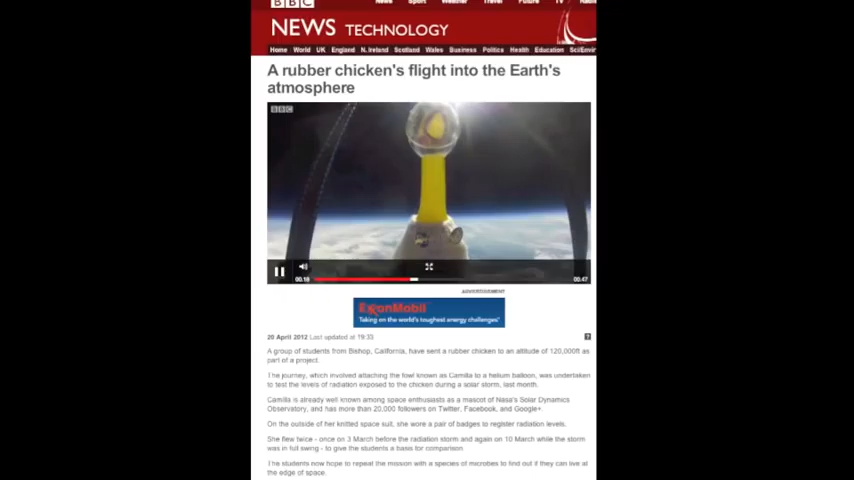 BBC
News Sport Weather Travel Future TV Radio
NEWS TECHNOLOGY
Home World UK England N. Ireland Scotland Wales Business Politics Health Education Sci/Envir
A rubber chicken's flight into the Earth's
atmosphere
BBC
00:16
00:47
ADVERTISEMENT
ExxonMobil
Taking on the world's toughest energy challenges
20 April 2012 Last updated at 19:33
A group of students from Bishop, California, have sent a rubber chicken to an altitude of 120,000ft as
part of a project.
The journey, which involved attaching the fowl known as Camilla to a helium balloon, was undertaken
to test the levels of radiation exposed to the chicken during a solar storm, last month.
Camilla is already well known among space enthusiasts as a mascot of Nasa's Solar Dynamics
Observatory, and has more than 20,000 followers on Twitter, Facebook, and Google+.
On the outside of her knitted space suit, she wore a pair of badges to register radiation levels.
She flew twice - once on 3 March before the radiation storm and again on 10 March while the storm
was in full swing - to give the students a basis for comparison.
The students now hope to repeat the mission with a species of microbes to find out if they can live at
the edge of space.